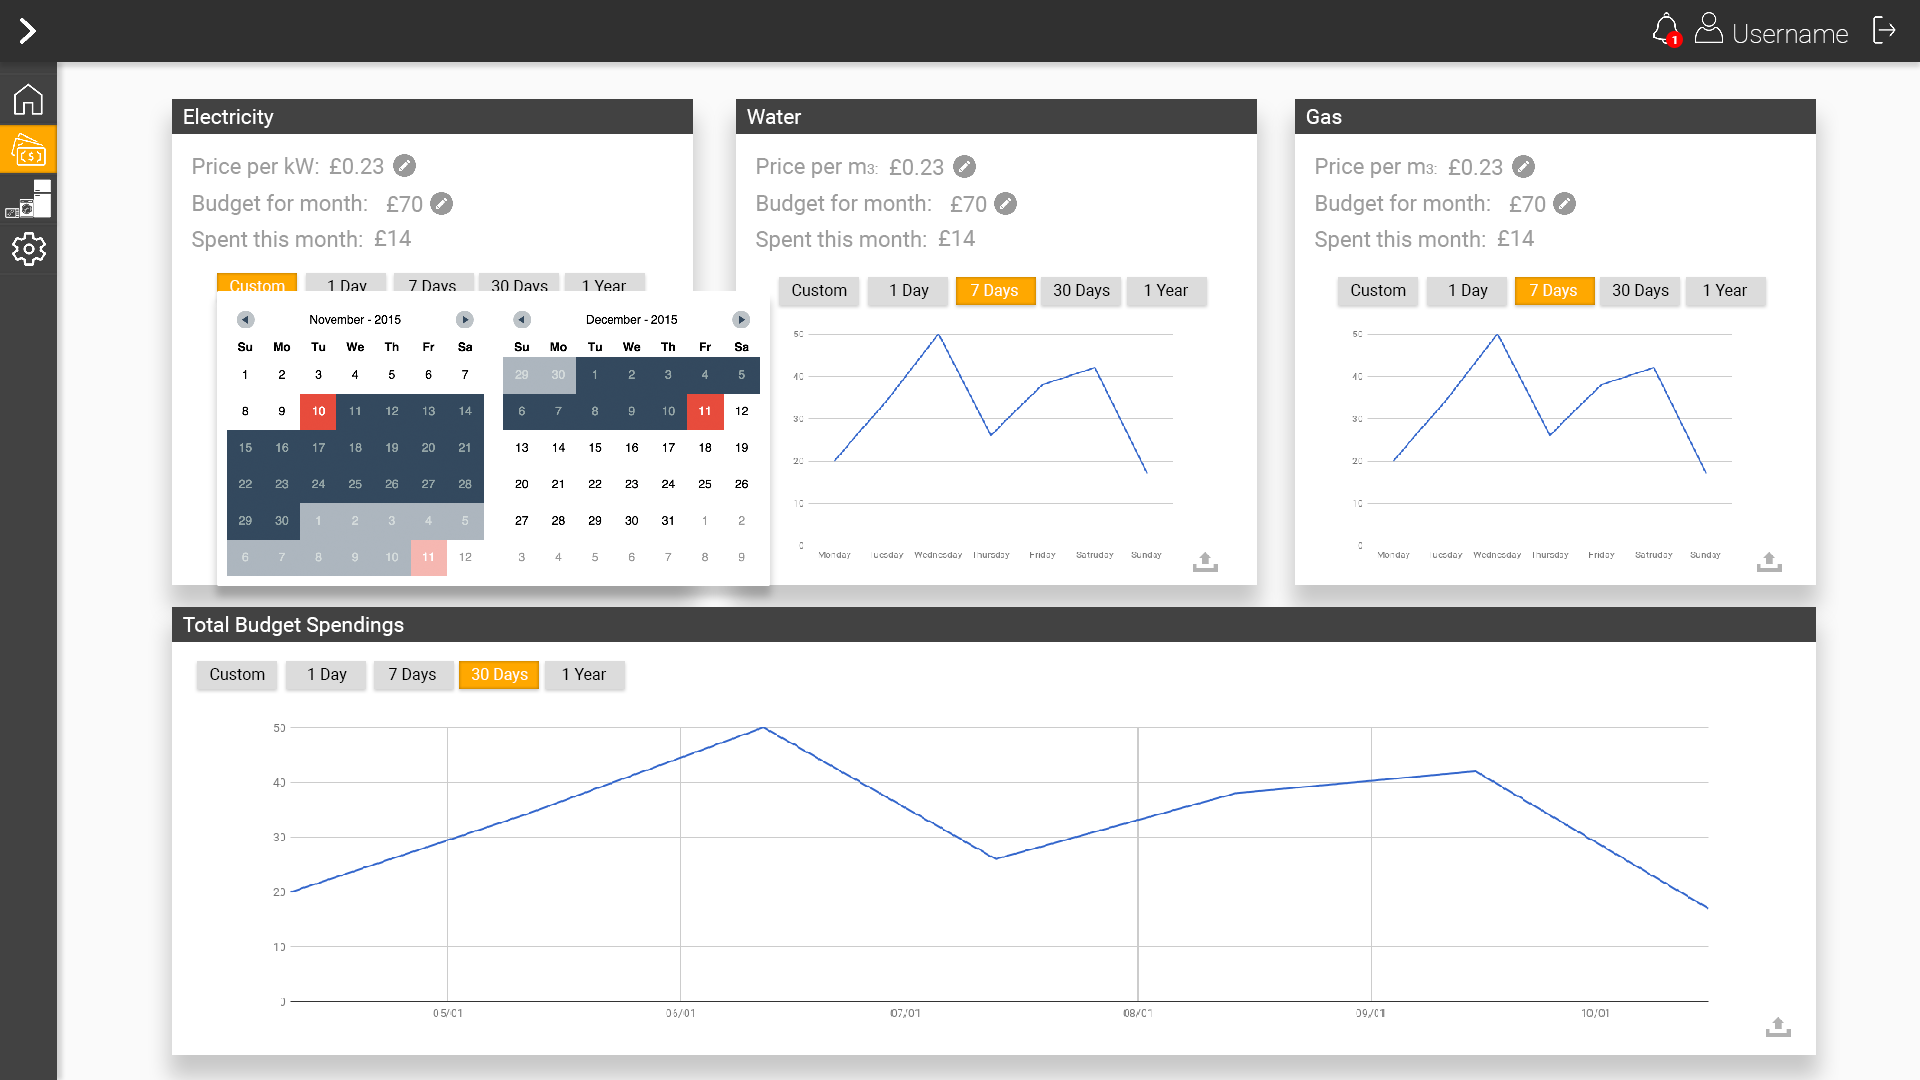 1 Username
Electricity
Price per kW: £0.23
Budget for month: £70
Spent this month: £14
Custom 1 Day 7 Days 30 Days 1 Year
November - 2015
Su Mo Tu We Th Fr Sa
1 2 3 4 5 6 7
8 9 10 11 12 13 14
15 16 17 18 19 20 21
22 23 24 25 26 27 28
29 30 1 2 3 4 5
6 7 8 9 10 11 12
December - 2015
Su Mo Tu We Th Fr Sa
29 30 1 2 3 4 5
6 7 8 9 10 11 12
13 14 15 16 17 18 19
20 21 22 23 24 25 26
27 28 29 30 31 1 2
3 4 5 6 7 8 9
Water
Price per m3: £0.23
Budget for month: £70
Spent this month: £14
Custom 1 Day 7 Days 30 Days 1 Year
50
40
30
20
10
0
Monday Tuesday Wednesday Thursday Friday Satruday Sunday
Gas
Price per m3: £0.23
Budget for month: £70
Spent this month: £14
Custom 1 Day 7 Days 30 Days 1 Year
50
40
30
20
10
0
Monday Tuesday Wednesday Thursday Friday Satruday Sunday
Total Budget Spendings
Custom 1 Day 7 Days 30 Days 1 Year
50
40
30
20
10
0
05/01 06/01 07/01 08/01 09/01 10/01